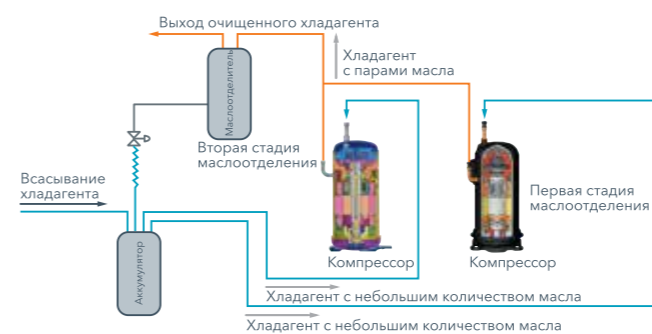 Выход очищенного хладагента
Хладагент
с парами масла
Маслоотделитель
Вторая стадия
маслоотделения
Всасывание
хладагента
Первая стадия
маслоотделения
Аккумулятор
Компрессор
Компрессор
Хладагент с небольшим количеством масла
Хладагент с небольшим количеством масла